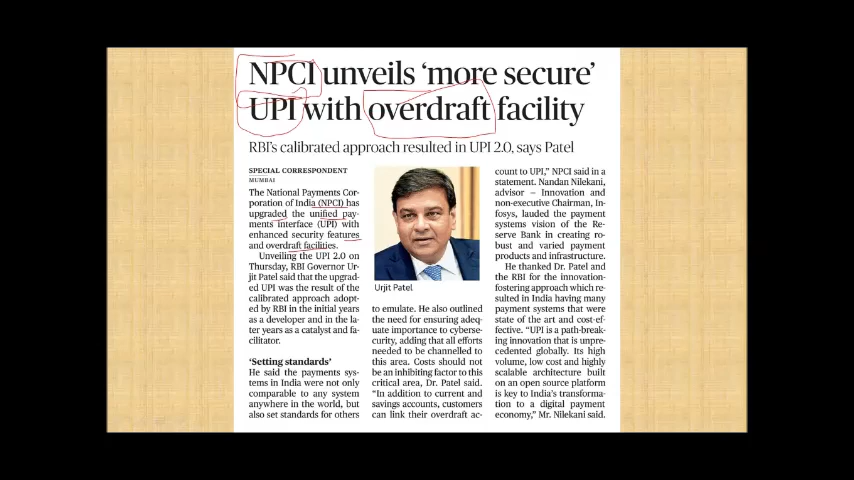 NPCI unveils ‘more secure’
UPI with overdraft facility
RBI’s calibrated approach resulted in UPI 2.0, says Patel
SPECIAL CORRESPONDENT
MUMBAI
The National Payments Cor-
poration of India (NPCI) has
upgraded the unified pay-
ments interface (UPI) with
enhanced security features
and overdraft facilities.
Unveiling the UPI 2.0 on
Thursday, RBI Governor Ur-
jit Patel said that the upgrad-
ed UPI was the result of the
calibrated approach adopt-
ed by RBI in the initial years
as a developer and in the la-
ter years as a catalyst and fa-
cilitator.
‘Setting standards’
He said the payments sys-
tems in India were not only
comparable to any system
anywhere in the world, but
also set standards for others
Urjit Patel
to emulate. He also outlined
the need for ensuring adeq-
uate importance to cyberse-
curity, adding that all efforts
needed to be channelled to
this area. Costs should not
be an inhibiting factor to this
critical area, Dr. Patel said.
“In addition to current and
savings accounts, customers
can link their overdraft ac-
count to UPI,” NPCI said in a
statement. Nandan Nilekani,
advisor – Innovation and
non-executive Chairman, In-
fosys, lauded the payment
systems vision of the Re-
serve Bank in creating ro-
bust and varied payment
products and infrastructure.
He thanked Dr. Patel and
the RBI for the innovation-
fostering approach which re-
sulted in India having many
payment systems that were
state of the art and cost-ef-
fective. “UPI is a path-break-
ing innovation that is unpre-
cedented globally. Its high
volume, low cost and highly
scalable architecture built
on an open source platform
is key to India’s transforma-
tion to a digital payment
economy,” Mr. Nilekani said.